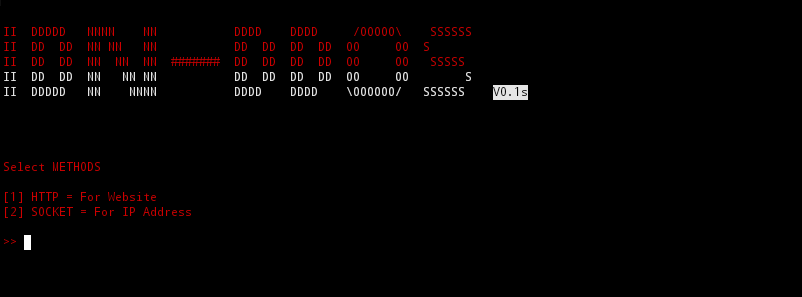 II  DDDDD   NNNN    NN           DDDD    DDDD     /OOOOO\    SSSSSS
II  DD  DD  NN NN   NN           DD  DD  DD  DD  OO     OO  S
II  DD  DD  NN  NN  NN  #######  DD  DD  DD  DD  OO     OO   SSSSS
II  DD  DD  NN   NN NN           DD  DD  DD  DD  OO     OO        S
II  DDDDD   NN    NNNN           DDDD    DDDD    \OOOOOO/   SSSSSS    V0.1s
Select METHODS
[1] HTTP = For Website
[2] SOCKET = For IP Address
>>